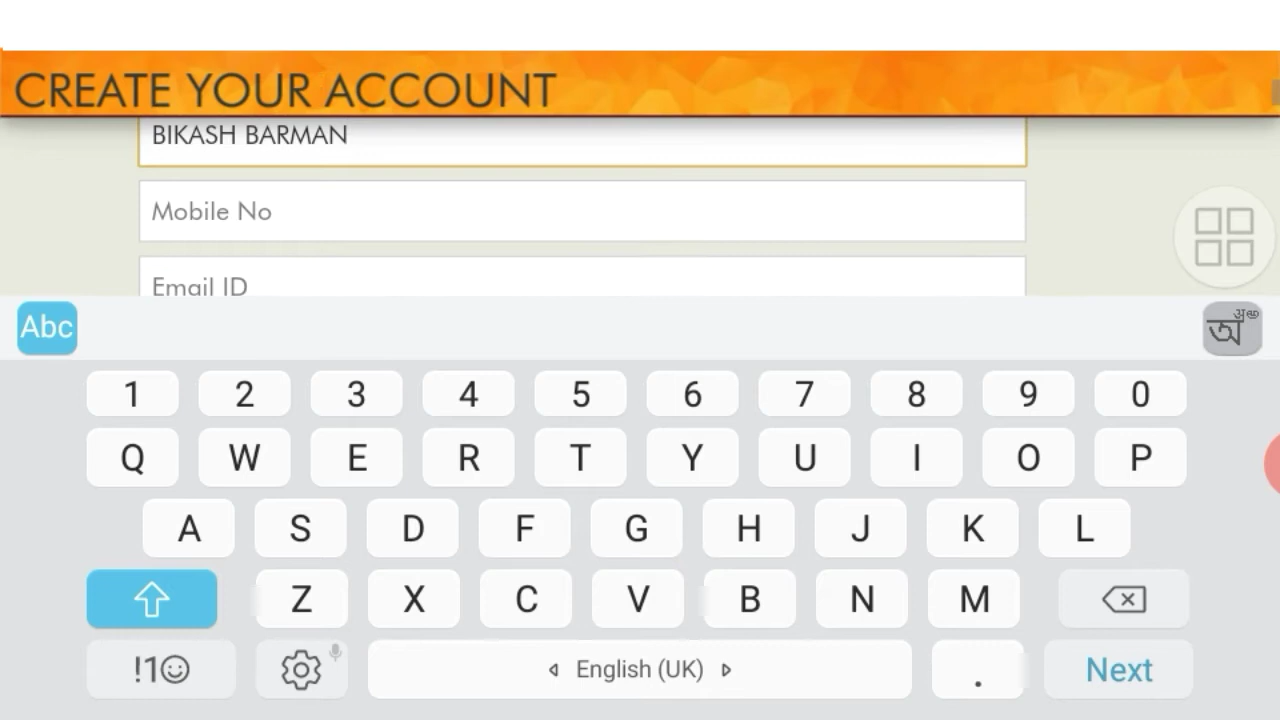 CREATE YOUR ACCOUNT
BIKASH BARMAN
Mobile No
Email ID
Abc
অ अ
1 2 3 4 5 6 7 8 9 0
Q W E R T Y U I O P
A S D F G H J K L
Z X C V B N M
!1☺ English (UK) . Next